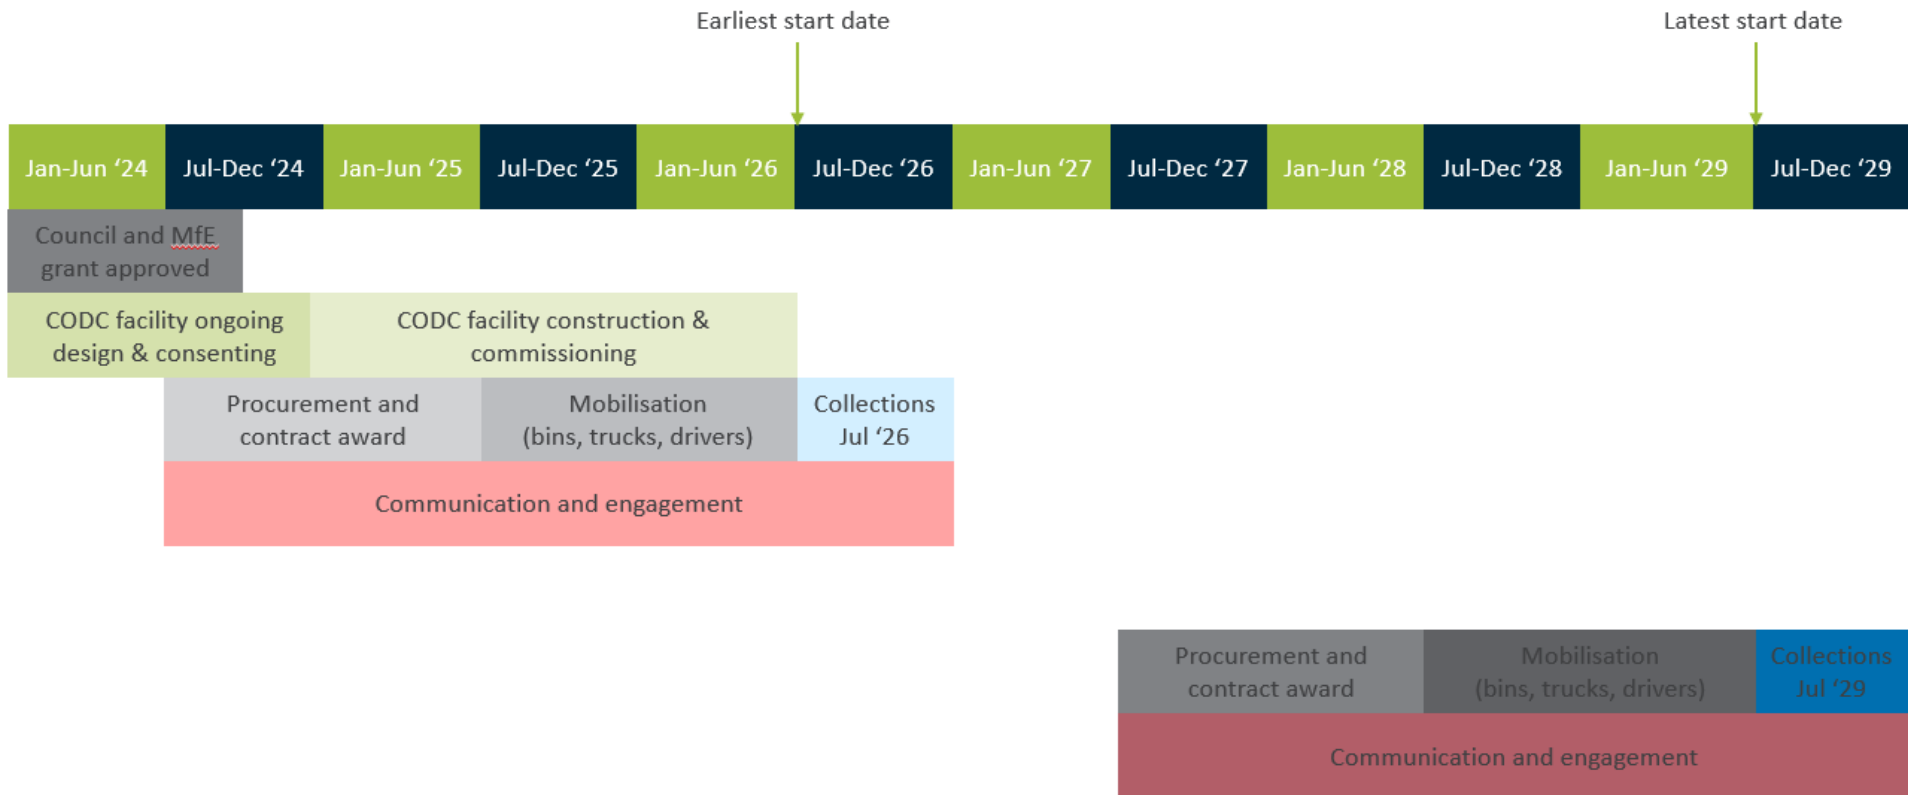 Earliest start date
Latest start date
Jan-Jun ‘24
Jul-Dec ‘24
Jan-Jun ‘25
Jul-Dec ‘25
Jan-Jun ‘26
Jul-Dec ‘26
Jan-Jun ‘27
Jul-Dec ‘27
Jan-Jun ‘28
Jul-Dec ‘28
Jan-Jun ‘29
Jul-Dec ‘29
Council and MfE
grant approved
CODC facility ongoing
design & consenting
CODC facility construction &
commissioning
Procurement and
contract award
Mobilisation
(bins, trucks, drivers)
Collections
Jul ‘26
Communication and engagement
Procurement and
contract award
Mobilisation
(bins, trucks, drivers)
Collections
Jul ‘29
Communication and engagement